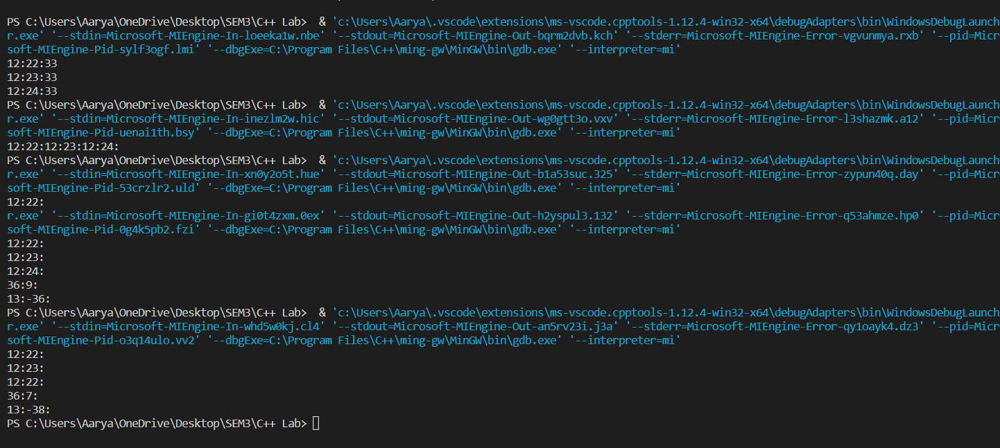 PS C:\Users\Aarya\OneDrive\Desktop\SEM3\C++ Lab>  & 'c:\Users\Aarya\.vscode\extensions\ms-vscode.cpptools-1.12.4-win32-x64\debugAdapters\bin\WindowsDebugLaunch
r.exe' '--stdin=Microsoft-MIEngine-In-loeeka1w.nbe' '--stdout=Microsoft-MIEngine-Out-bqrm2dvb.kch' '--stderr=Microsoft-MIEngine-Error-vgvunmya.rxb' '--pid=Micr
soft-MIEngine-Pid-sylf3ogf.lmi' '--dbgExe=C:\Program Files\C++\ming-gw\MinGW\bin\gdb.exe' '--interpreter=mi'
12:22:33
12:23:33
12:24:33
PS C:\Users\Aarya\OneDrive\Desktop\SEM3\C++ Lab>  & 'c:\Users\Aarya\.vscode\extensions\ms-vscode.cpptools-1.12.4-win32-x64\debugAdapters\bin\WindowsDebugLaunch
r.exe' '--stdin=Microsoft-MIEngine-In-inezlm2w.hic' '--stdout=Microsoft-MIEngine-Out-wg0gtt3o.vxv' '--stderr=Microsoft-MIEngine-Error-l3shazmk.a12' '--pid=Micr
soft-MIEngine-Pid-uenai1th.bsy' '--dbgExe=C:\Program Files\C++\ming-gw\MinGW\bin\gdb.exe' '--interpreter=mi'
12:22:12:23:12:24:
PS C:\Users\Aarya\OneDrive\Desktop\SEM3\C++ Lab>  & 'c:\Users\Aarya\.vscode\extensions\ms-vscode.cpptools-1.12.4-win32-x64\debugAdapters\bin\WindowsDebugLaunch
r.exe' '--stdin=Microsoft-MIEngine-In-xn0y2o5t.hue' '--stdout=Microsoft-MIEngine-Out-b1a53suc.325' '--stderr=Microsoft-MIEngine-Error-zypun40q.day' '--pid=Micr
soft-MIEngine-Pid-53crzlr2.uld' '--dbgExe=C:\Program Files\C++\ming-gw\MinGW\bin\gdb.exe' '--interpreter=mi'
12:22:
r.exe' '--stdin=Microsoft-MIEngine-In-gi0t4zxm.0ex' '--stdout=Microsoft-MIEngine-Out-h2yspul3.132' '--stderr=Microsoft-MIEngine-Error-q53ahmze.hp0' '--pid=Micr
soft-MIEngine-Pid-0g4k5pb2.fzi' '--dbgExe=C:\Program Files\C++\ming-gw\MinGW\bin\gdb.exe' '--interpreter=mi'
12:22:
12:23:
12:24:
36:9:
13:-36:
PS C:\Users\Aarya\OneDrive\Desktop\SEM3\C++ Lab>  & 'c:\Users\Aarya\.vscode\extensions\ms-vscode.cpptools-1.12.4-win32-x64\debugAdapters\bin\WindowsDebugLaunch
r.exe' '--stdin=Microsoft-MIEngine-In-whd5w0kj.cl4' '--stdout=Microsoft-MIEngine-Out-an5rv23i.j3a' '--stderr=Microsoft-MIEngine-Error-qy1oayk4.dz3' '--pid=Micr
soft-MIEngine-Pid-o3q14ulo.vv2' '--dbgExe=C:\Program Files\C++\ming-gw\MinGW\bin\gdb.exe' '--interpreter=mi'
12:22:
12:23:
12:22:
36:7:
13:-38:
PS C:\Users\Aarya\OneDrive\Desktop\SEM3\C++ Lab>